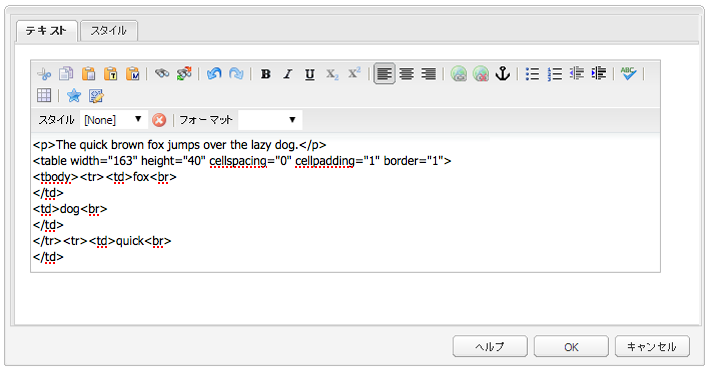 テキスト スタイル
B I U X₂ X²
ABC
スタイル [None] フォーマット
<p>The quick brown fox jumps over the lazy dog.</p>
<table width="163" height="40" cellspacing="0" cellpadding="1" border="1">
<tbody><tr><td>fox<br>
</td>
<td>dog<br>
</td>
</tr><tr><td>quick<br>
</td>
ヘルプ OK キャンセル